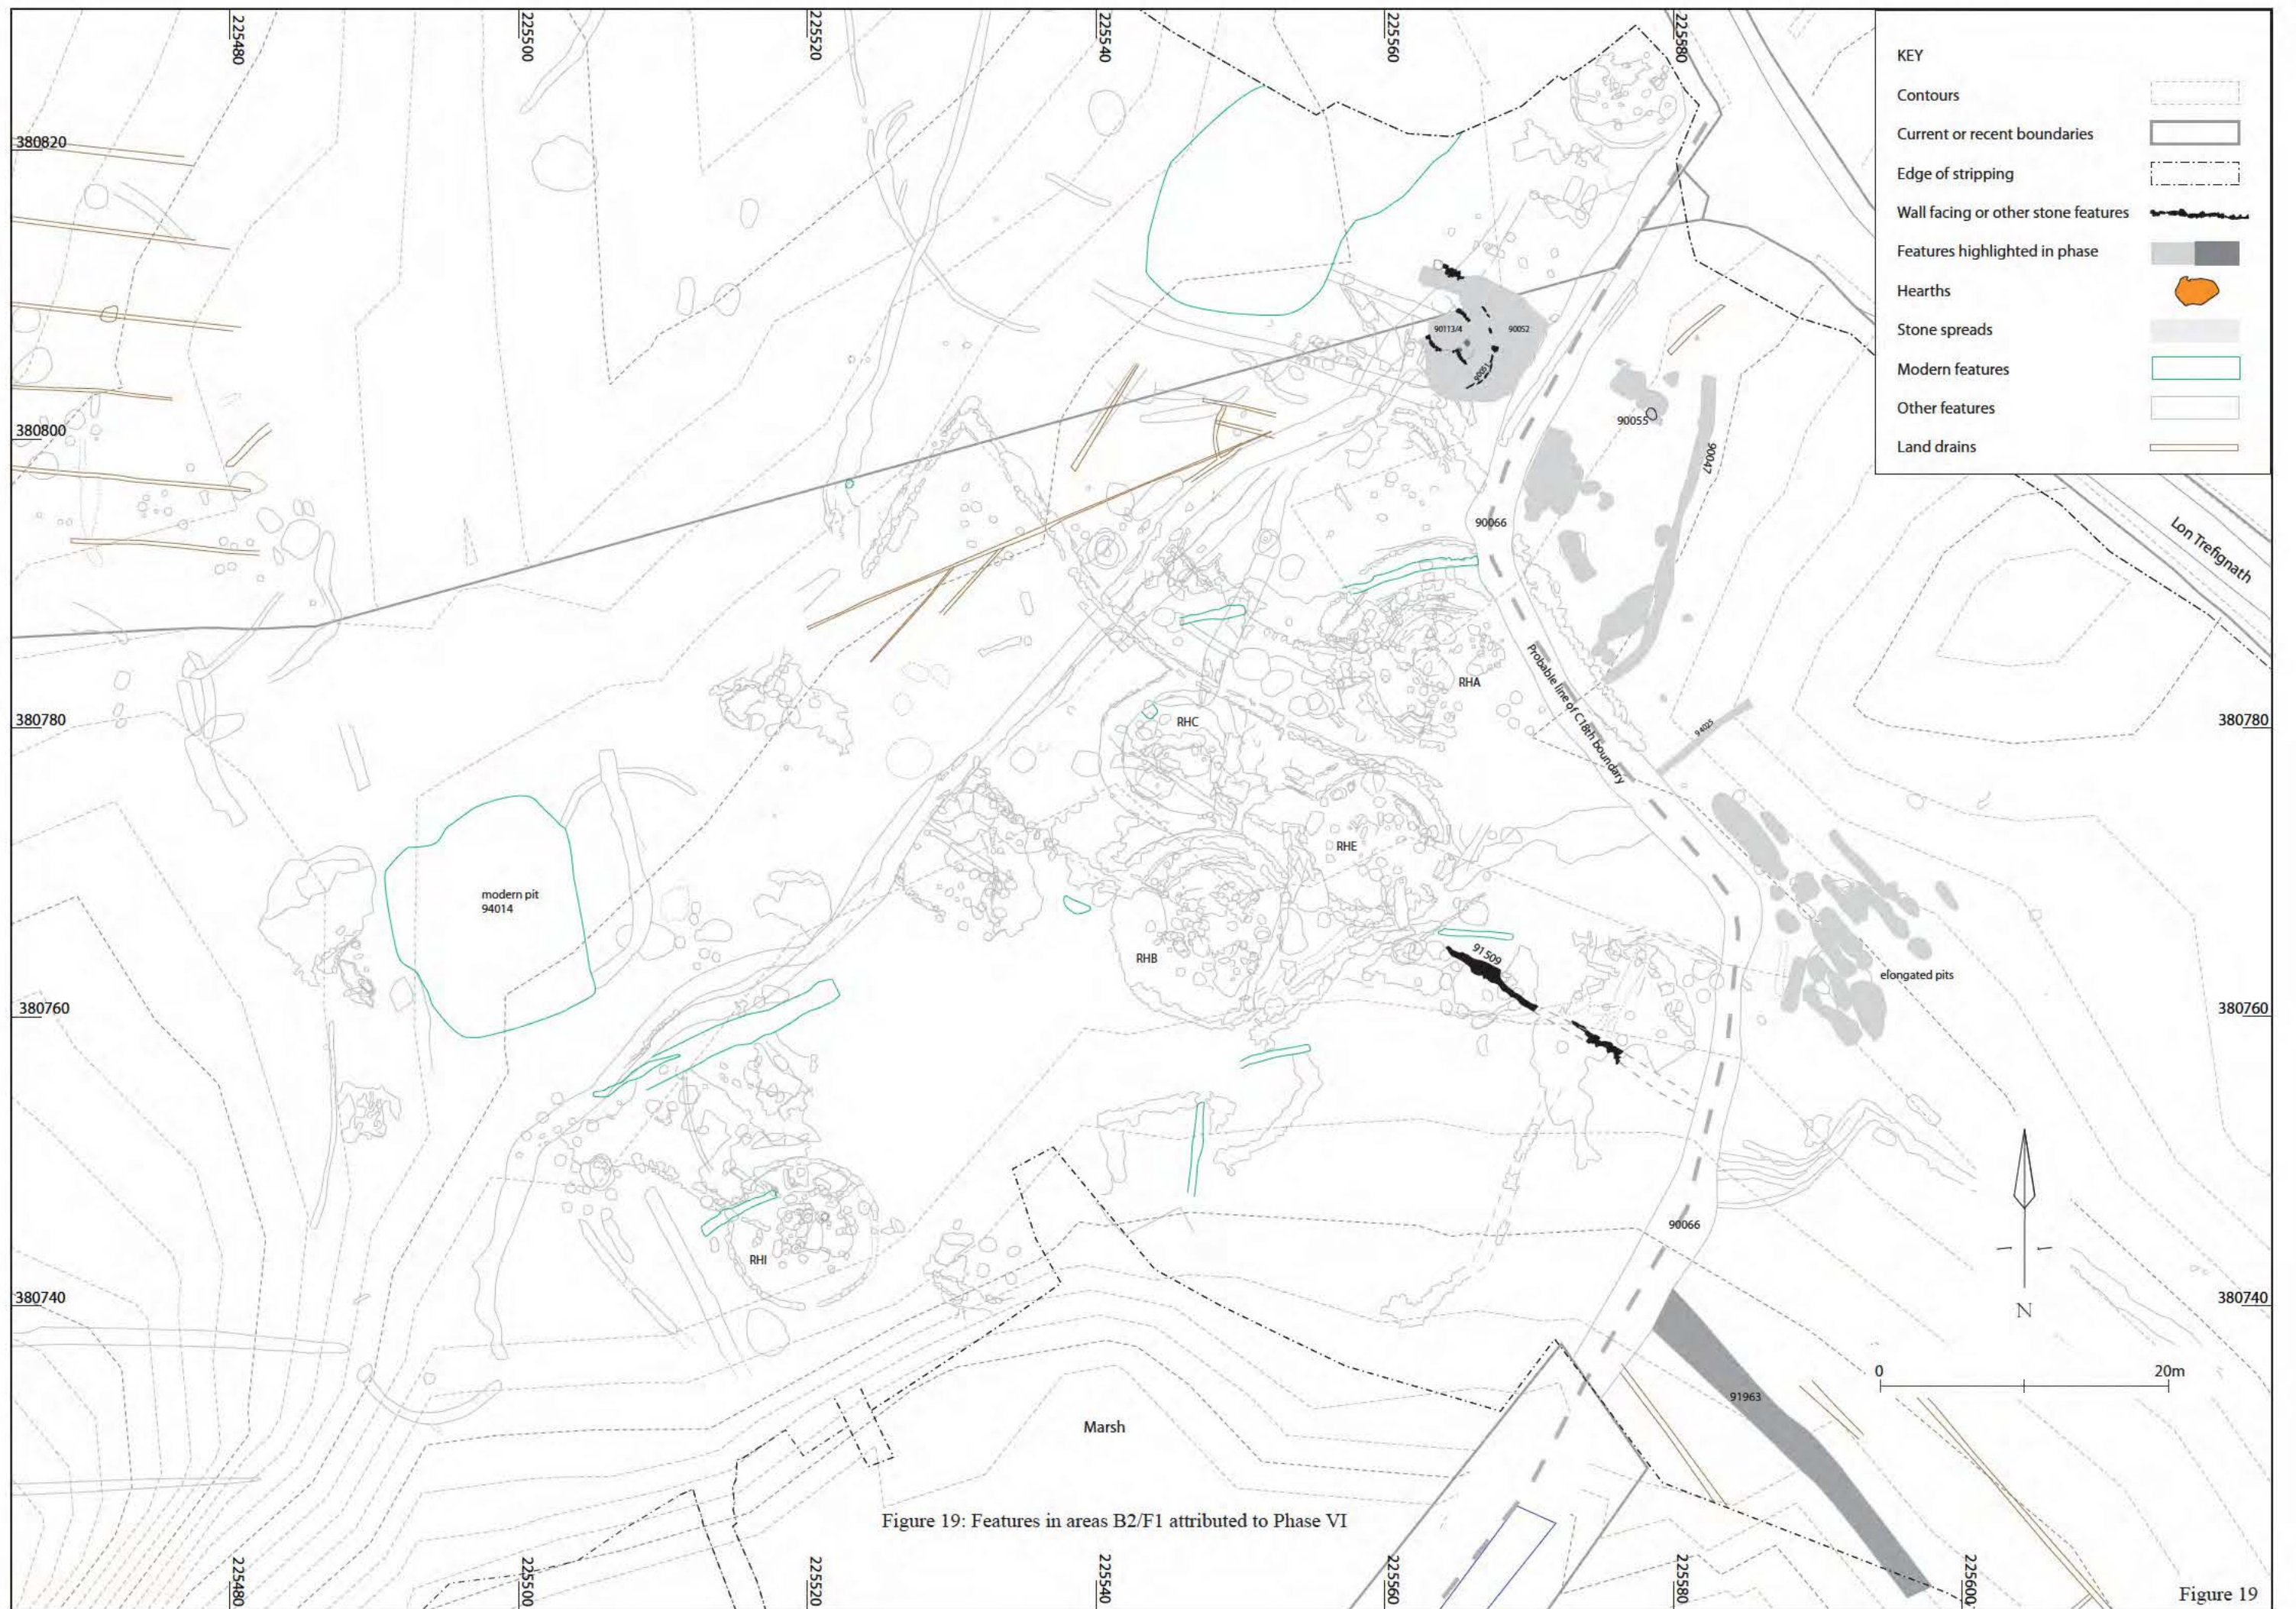 225480
225500
225520
225540
225560
225580
KEY
Contours
Current or recent boundaries
Edge of stripping
Wall facing or other stone features
Features highlighted in phase
Hearths
Stone spreads
Modern features
Other features
Land drains
380820
380800
380780
380760
380740
90113/4
90052
90051
90055
90047
90066
Lon Trefignath
RHA
Probable line of C18th boundary
RHC
94025
380780
RHE
modern pit
94014
RHB
91509
elongated pits
380760
90066
RHI
380740
N
0
20m
91963
Marsh
Figure 19: Features in areas B2/F1 attributed to Phase VI
225480
225500
225520
225540
225560
225580
225600
Figure 19